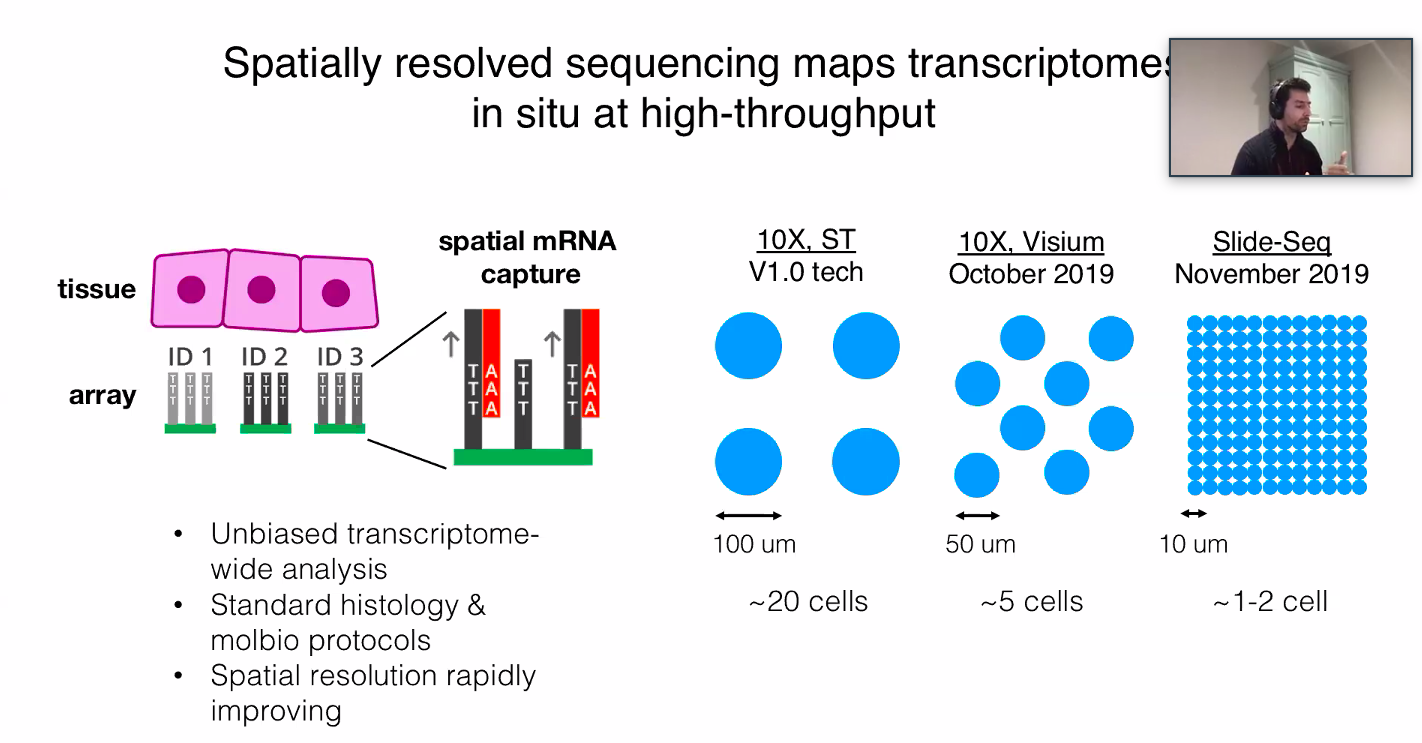 Spatially resolved sequencing maps transcriptomes
in situ at high-throughput
tissue
array
ID 1 ID 2 ID 3
T T T T T T T T T
T T T T T T T T T
T T T T T T T T T
spatial mRNA
capture
T A T T A
T A T T A
T A T T A
10X, ST
V1.0 tech
100 um
~20 cells
10X, Visium
October 2019
50 um
~5 cells
Slide-Seq
November 2019
10 um
~1-2 cell
• Unbiased transcriptome-
wide analysis
• Standard histology &
molbio protocols
• Spatial resolution rapidly
improving